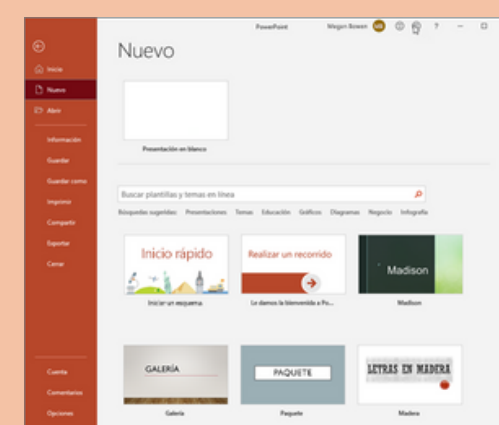 PowerPoint
Megan Bowen
?
Nuevo
Inicio
Nuevo
Abrir
Información
Guardar
Guardar como
Imprimir
Compartir
Exportar
Cerrar
Cuenta
Comentarios
Opciones
Presentación en blanco
Buscar plantillas y temas en línea
Búsquedas sugeridas: Presentaciones Temas Educación Gráficos Diagramas Negocio Infografía
Inicio rápido
Realizar un recorrido
Madison
Iniciar un esquema
Le damos la bienvenida a Po...
Madison
GALERÍA
PAQUETE
LETRAS EN MADERA
Galería
Paquete
Madera